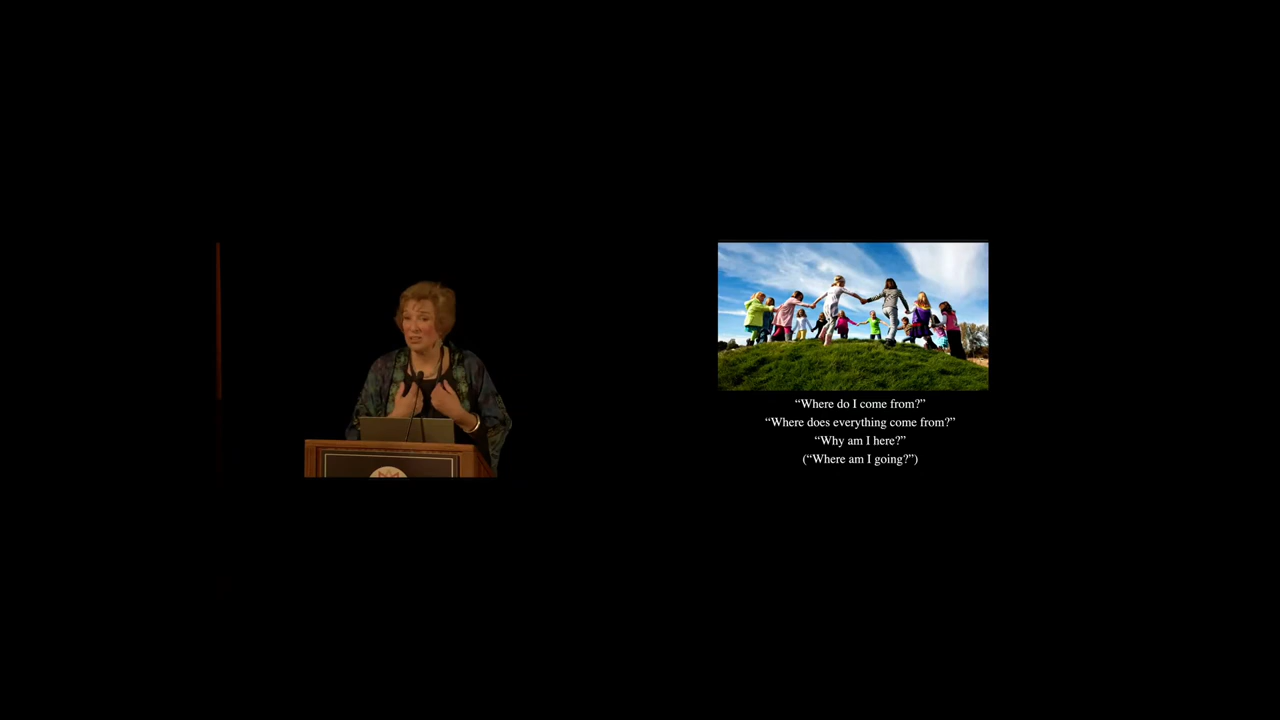 “Where do I come from?”
“Where does everything come from?”
“Why am I here?”
(“Where am I going?”)